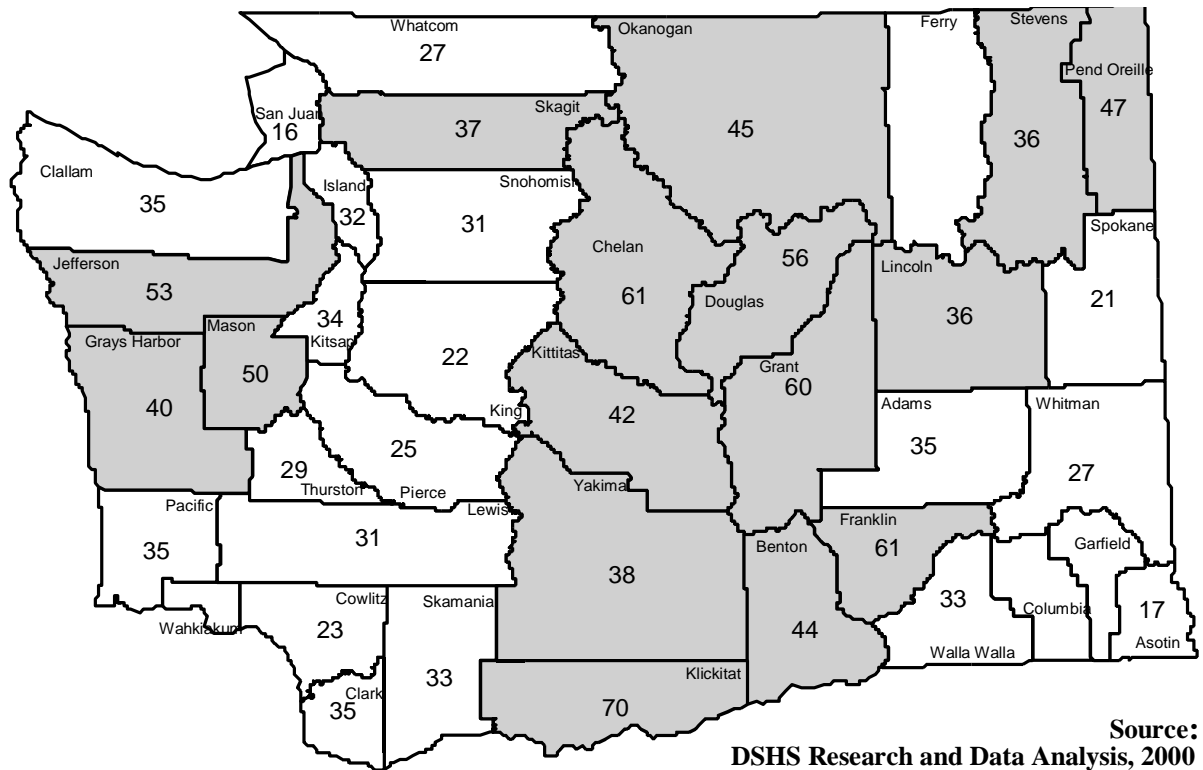 Whatcom
27
Okanogan
45
Ferry
Stevens
36
Pend Oreille
47
San Juan
16
Skagit
37
Clallam
35
Island
32
Snohomish
31
Chelan
61
Douglas
56
Lincoln
36
Spokane
21
Jefferson
53
Kitsap
34
Mason
50
Grays Harbor
40
King
22
Kittitas
42
Grant
60
Adams
35
Whitman
27
Thurston
29
Pierce
25
Pacific
35
Lewis
31
Yakima
38
Benton
44
Franklin
61
Garfield
Wahkiakum
Cowlitz
23
Skamania
33
Walla Walla
33
Columbia
Asotin
17
Clark
35
Klickitat
70
Source:
DSHS Research and Data Analysis, 2000